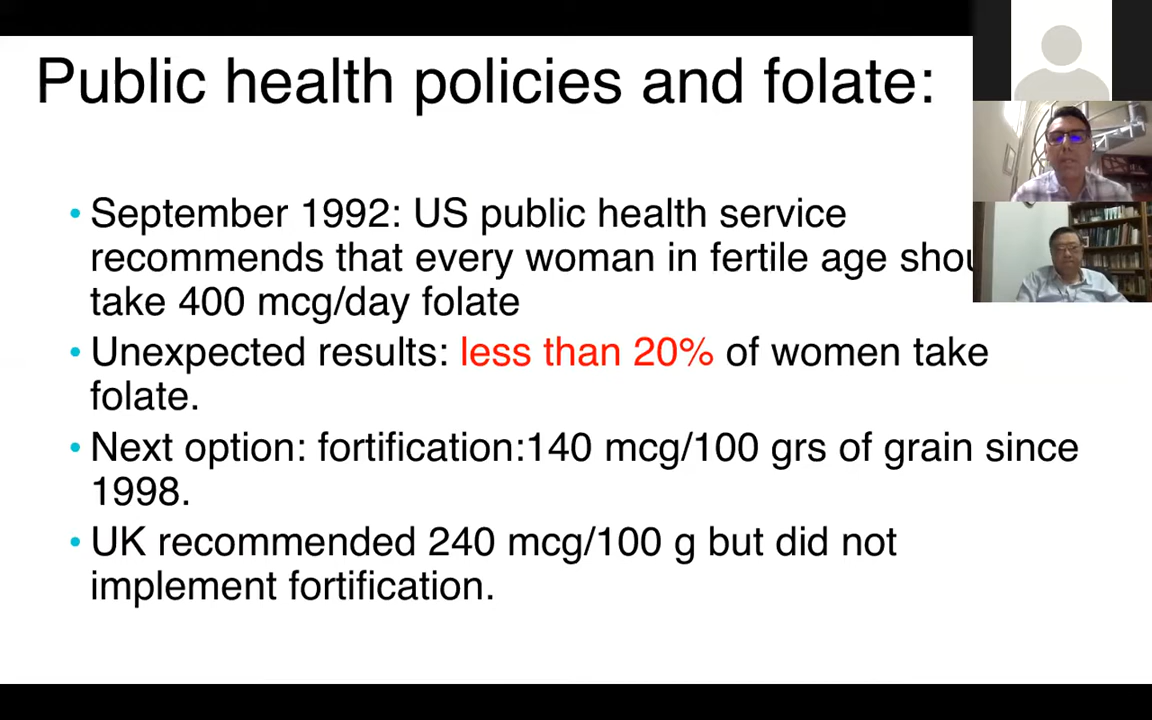 Public health policies and folate:
• September 1992: US public health service
recommends that every woman in fertile age
take 400 mcg/day folate
• Unexpected results: less than 20% of women take
folate.
• Next option: fortification:140 mcg/100 grs of grain since
1998.
• UK recommended 240 mcg/100 g but did not
implement fortification.